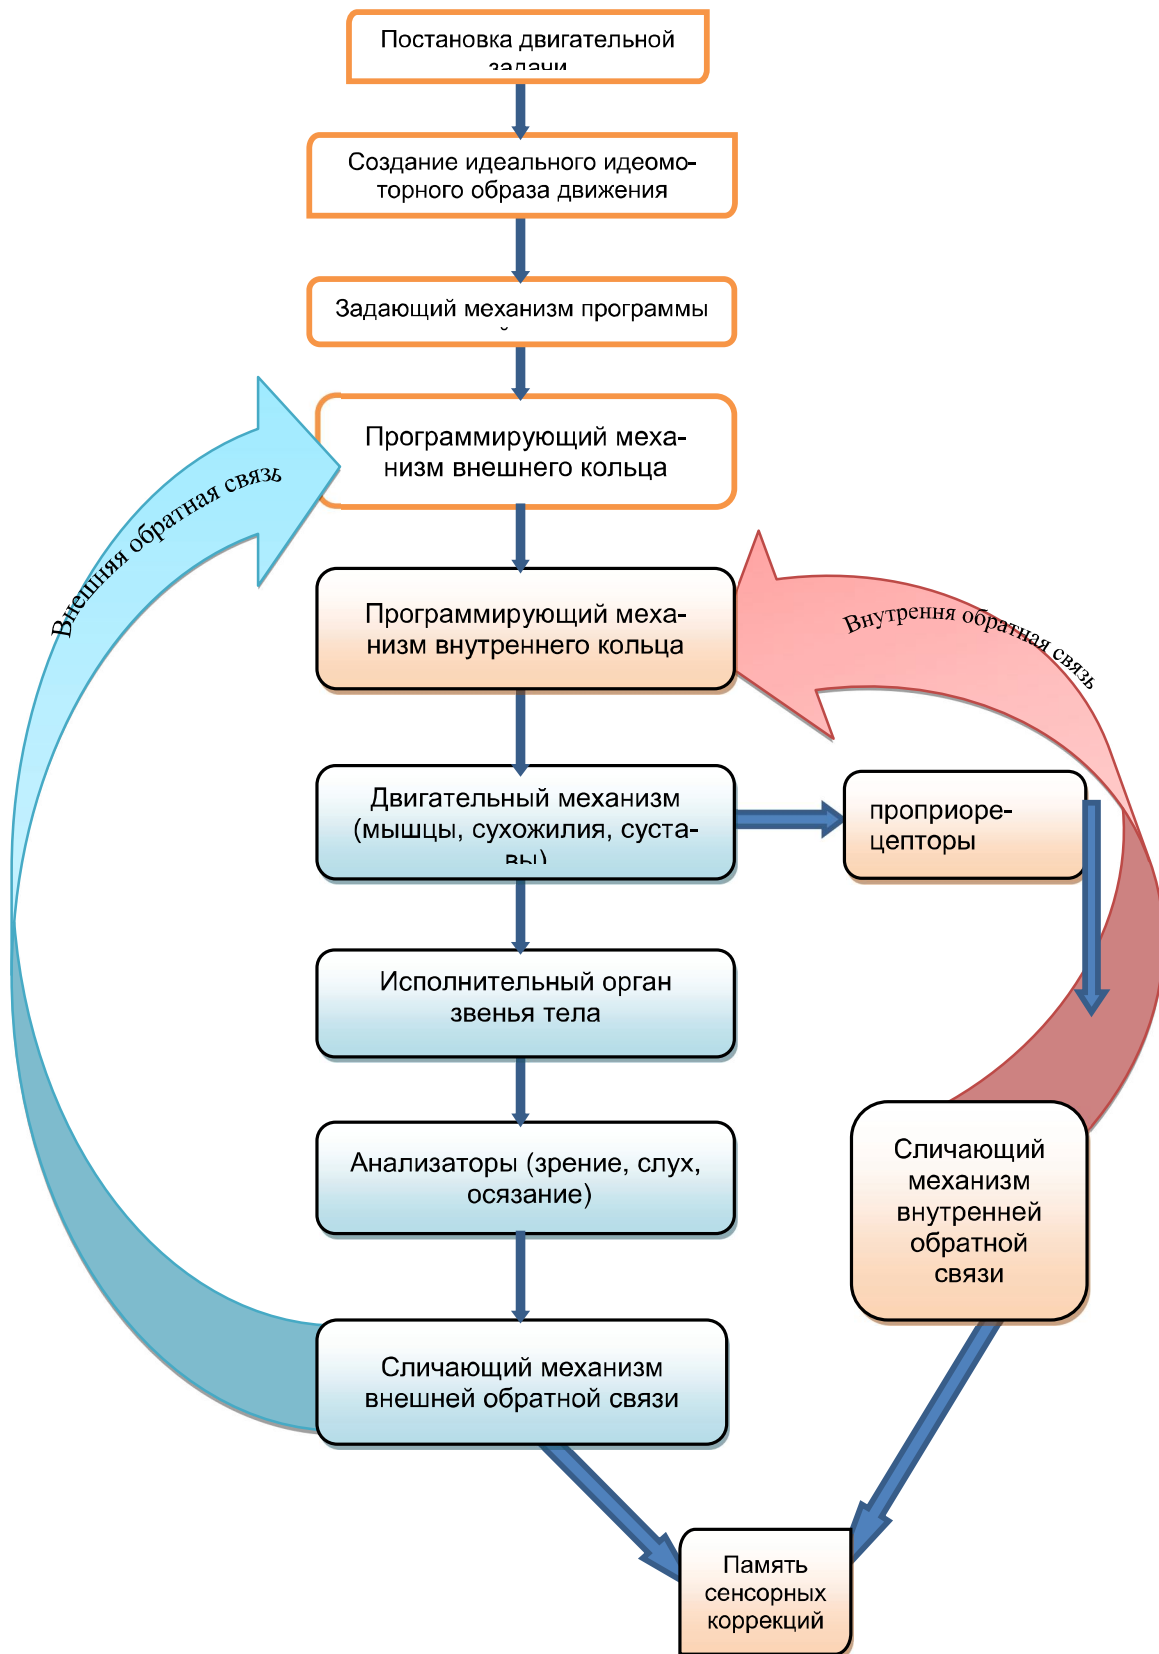 Постановка двигательной
задачи
Создание идеального идеомо-
торного образа движения
Задающий механизм программы
Программирующий меха-
низм внешнего кольца
Внешняя обратная связь
Программирующий меха-
низм внутреннего кольца
Внутрення обратная связь
Двигательный механизм
(мышцы, сухожилия, суста-
вы)
проприоре-
цепторы
Исполнительный орган
звенья тела
Анализаторы (зрение, слух,
осязание)
Сличающий
механизм
внутренней
обратной
связи
Сличающий механизм
внешней обратной связи
Память
сенсорных
коррекций